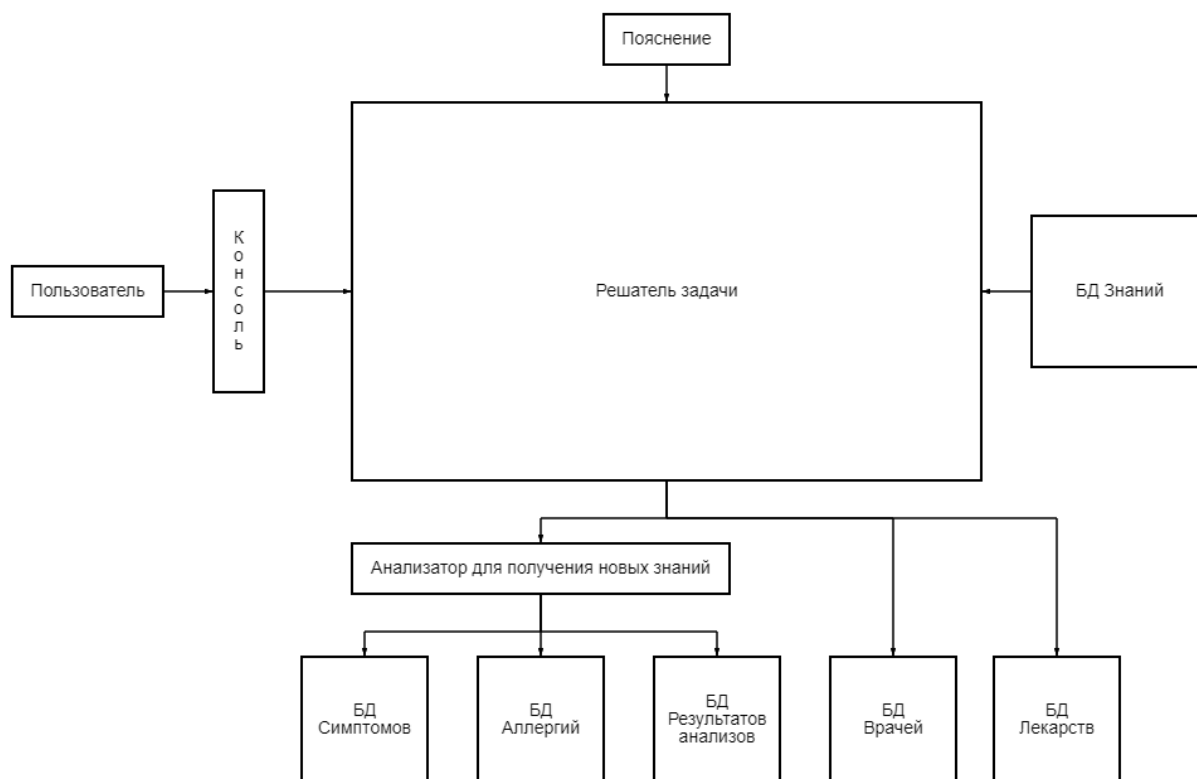 Пояснение
Консоль
Пользователь
Решатель задачи
БД Знаний
Анализатор для получения новых знаний
БД
Симптомов
БД
Аллергий
БД
Результатов
анализов
БД
Врачей
БД
Лекарств